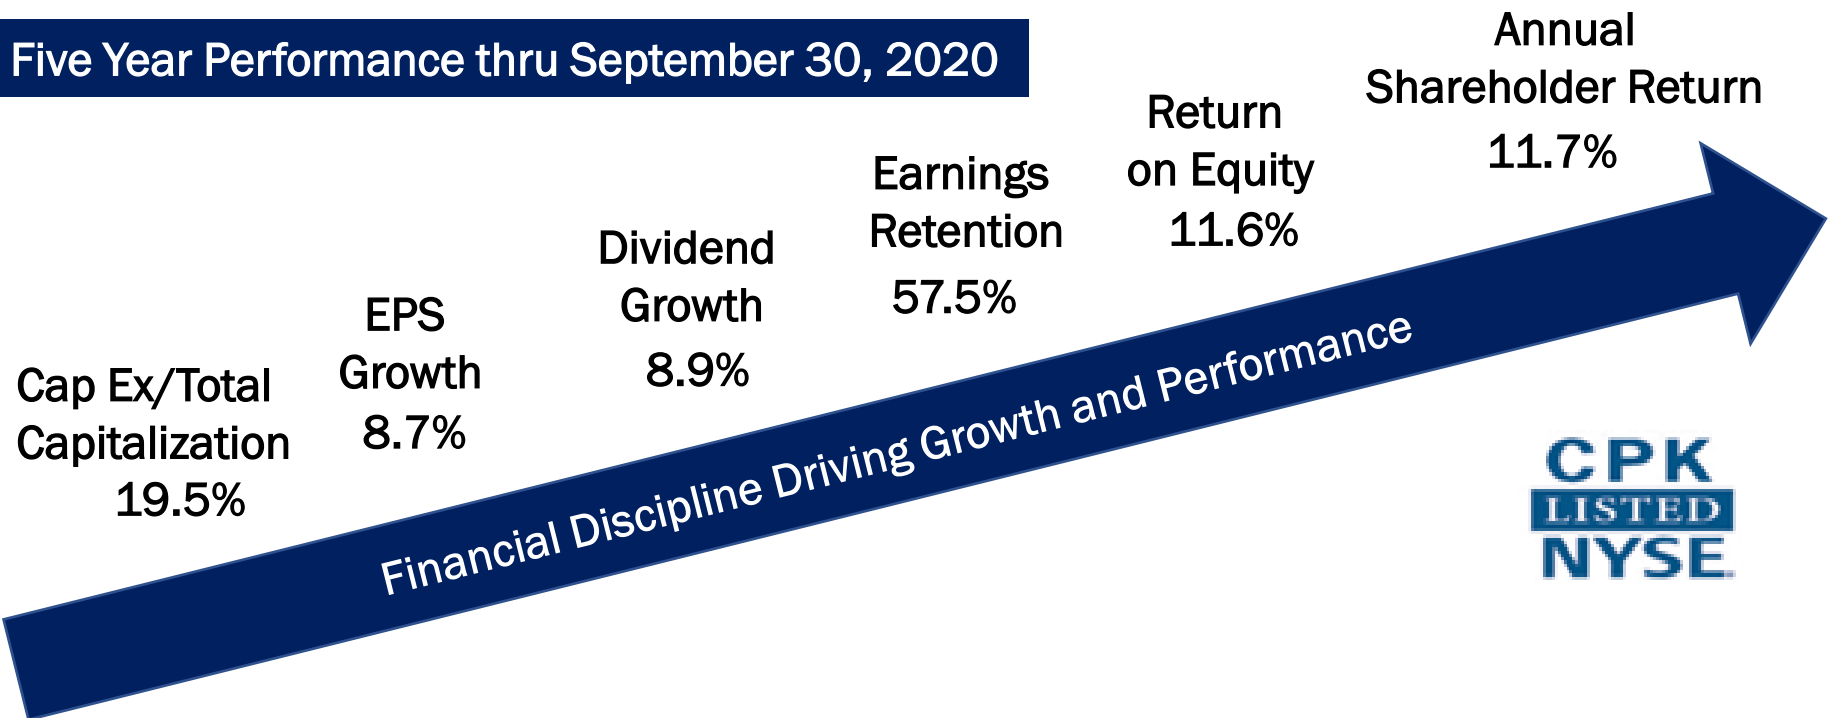 Five Year Performance thru September 30, 2020
Cap Ex/Total
Capitalization
19.5%
EPS
Growth
8.7%
Dividend
Growth
8.9%
Earnings
Retention
57.5%
Return
on Equity
11.6%
Annual
Shareholder Return
11.7%
Financial Discipline Driving Growth and Performance
CPK
LISTED
NYSE